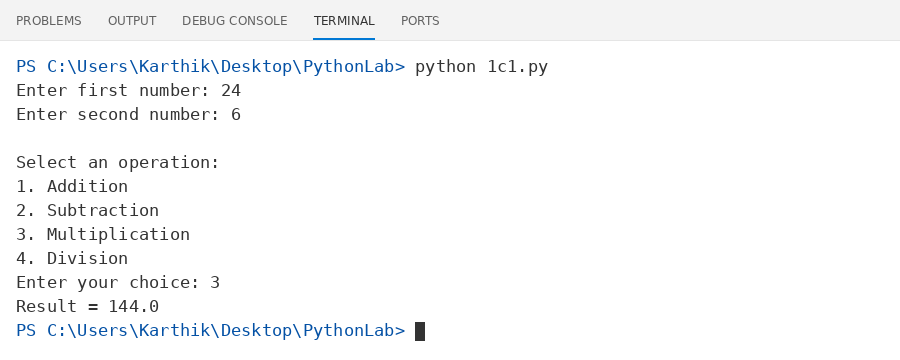 PROBLEMS OUTPUT DEBUG CONSOLE TERMINAL PORTS
PS C:\Users\Karthik\Desktop\PythonLab> python 1c1.py
Enter first number: 24
Enter second number: 6
Select an operation:
1. Addition
2. Subtraction
3. Multiplication
4. Division
Enter your choice: 3
Result = 144.0
PS C:\Users\Karthik\Desktop\PythonLab>